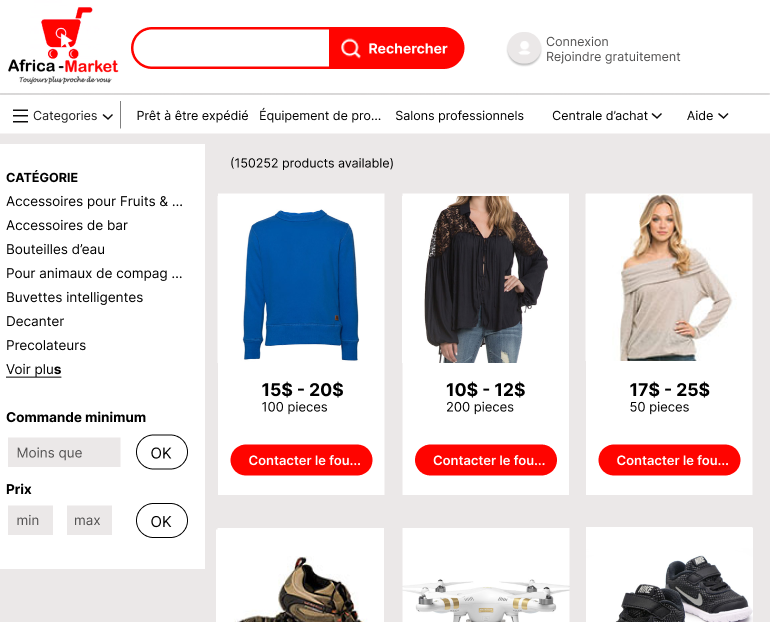 Africa-Market
Toujours plus proche de vous
Rechercher
Connexion
Rejoindre gratuitement
Categories
Prêt à être expédié
Équipement de pro...
Salons professionnels
Centrale d'achat
Aide
CATÉGORIE
Accessoires pour Fruits & ...
Accessoires de bar
Bouteilles d'eau
Pour animaux de compag ...
Buvettes intelligentes
Decanter
Precolateurs
Voir plus
Commande minimum
Moins que
OK
Prix
min
max
OK
(150252 products available)
15$ - 20$
100 pieces
Contacter le fou...
10$ - 12$
200 pieces
Contacter le fou...
17$ - 25$
50 pieces
Contacter le fou...
NIKE